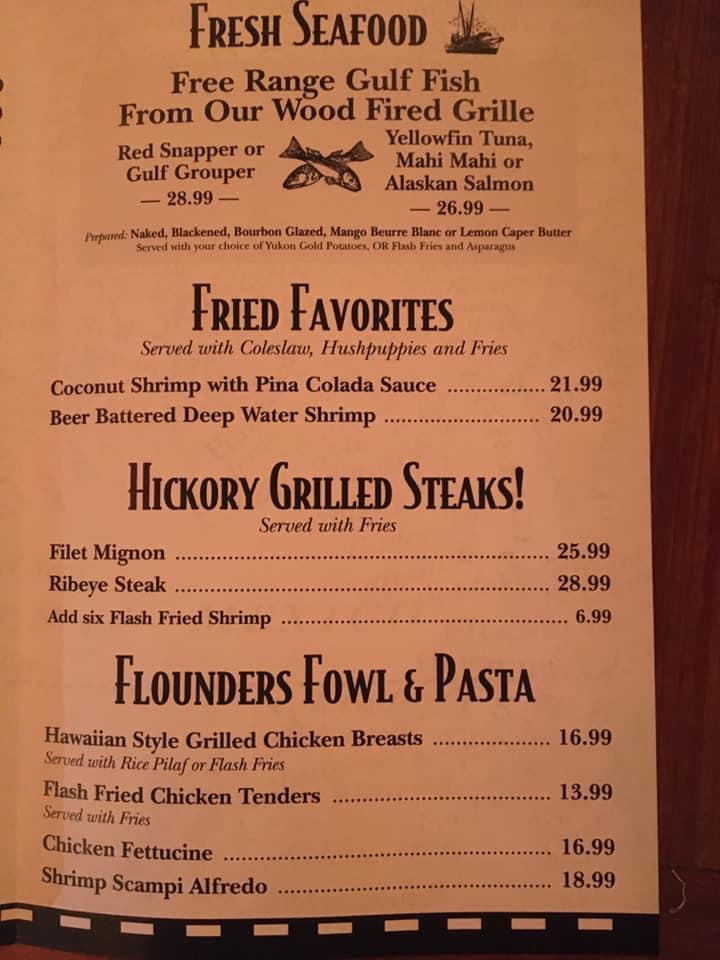 FRESH SEAFOOD
Free Range Gulf Fish
From Our Wood Fired Grille
Red Snapper or
Gulf Grouper
— 28.99 —
Yellowfin Tuna,
Mahi Mahi or
Alaskan Salmon
— 26.99 —
Prepared: Naked, Blackened, Bourbon Glazed, Mango Beurre Blanc or Lemon Caper Butter
Served with your choice of Yukon Gold Potatoes, OR Flash Fries and Asparagus
FRIED FAVORITES
Served with Coleslaw, Hushpuppies and Fries
Coconut Shrimp with Pina Colada Sauce .................. 21.99
Beer Battered Deep Water Shrimp ............................ 20.99
HICKORY GRILLED STEAKS!
Served with Fries
Filet Mignon .................................................................... 25.99
Ribeye Steak .................................................................... 28.99
Add six Flash Fried Shrimp .................................................... 6.99
FLOUNDERS FOWL & PASTA
Hawaiian Style Grilled Chicken Breasts ..................... 16.99
Served with Rice Pilaf or Flash Fries
Flash Fried Chicken Tenders ....................................... 13.99
Served with Fries
Chicken Fettucine ........................................................... 16.99
Shrimp Scampi Alfredo ................................................. 18.99